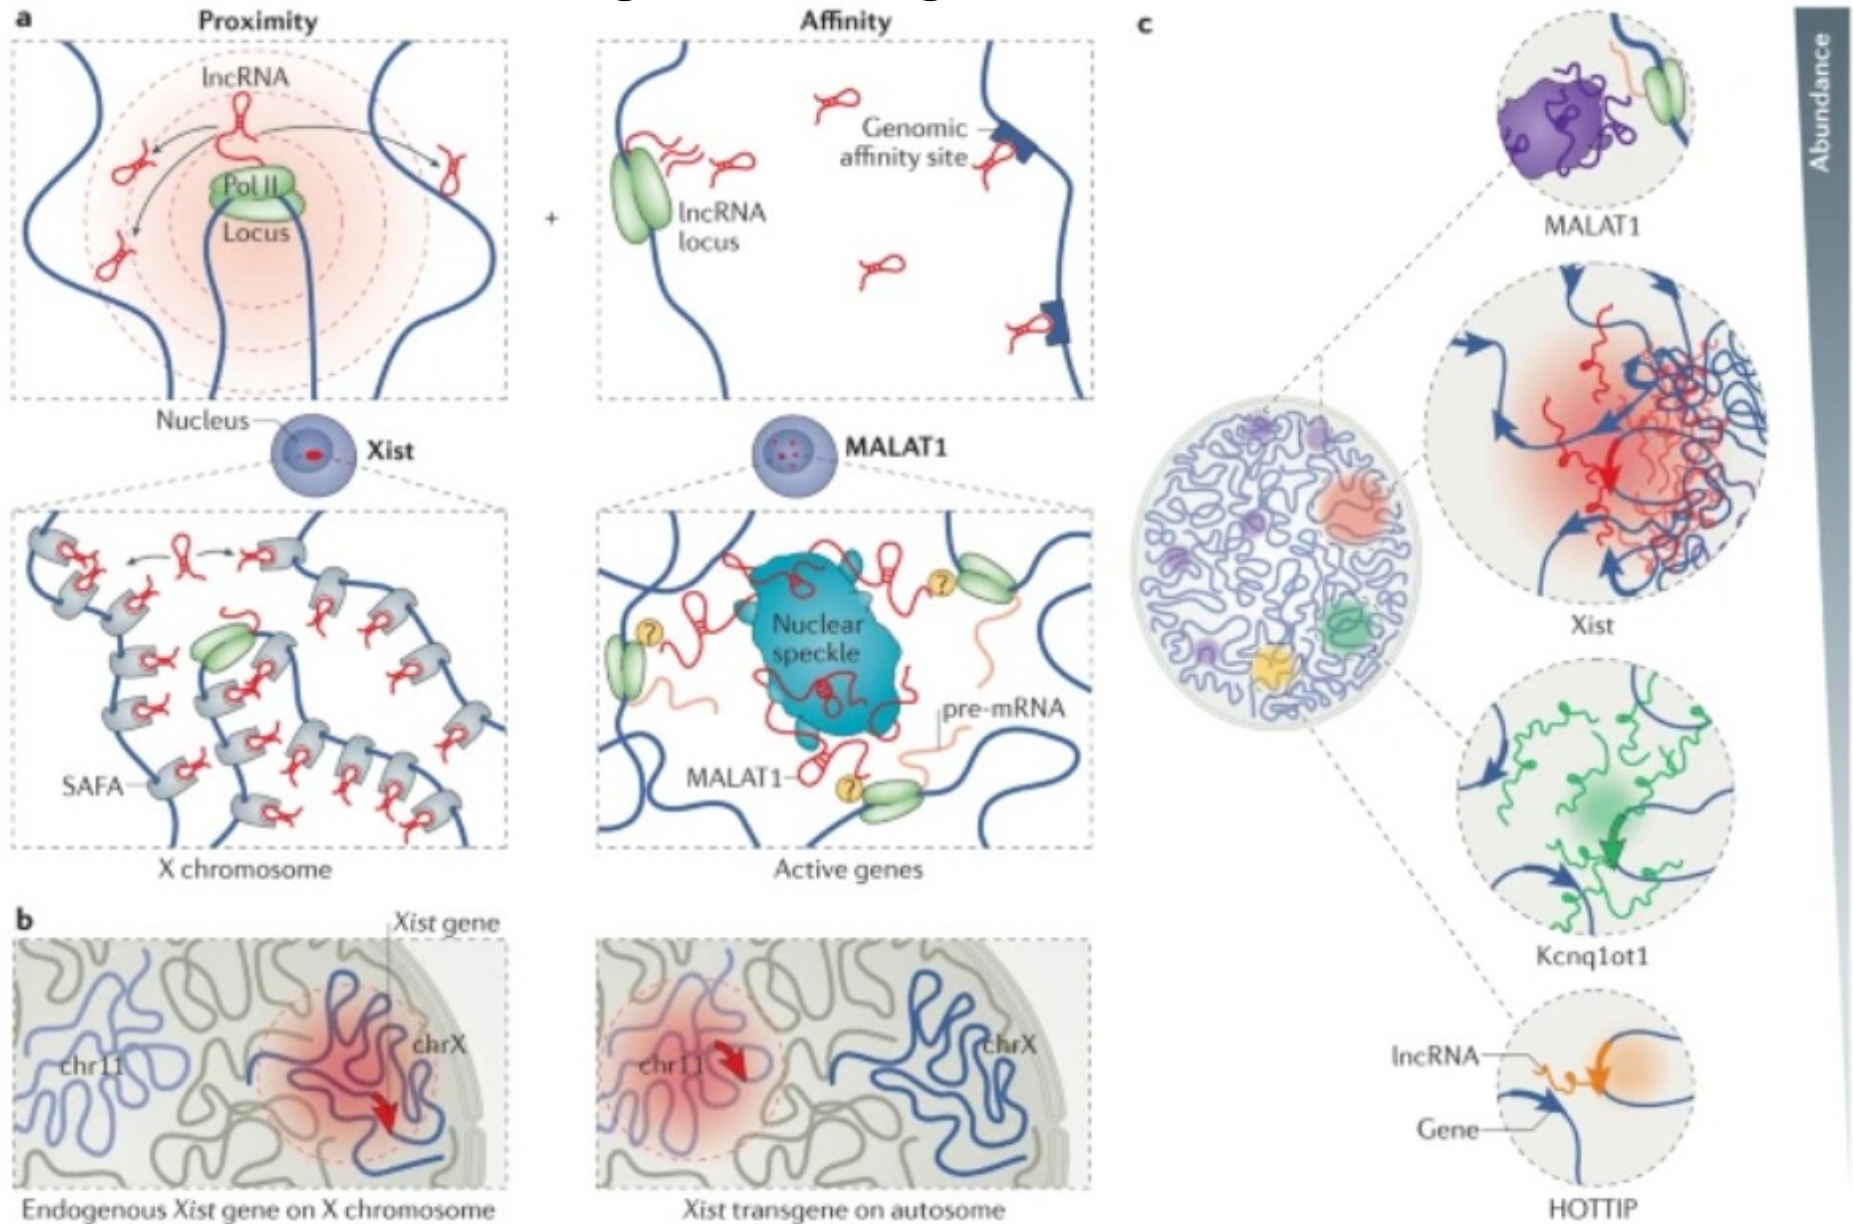 a
Proximity
lncRNA
Pol II
Locus
+
Affinity
Genomic
affinity site
lncRNA
locus
Nucleus
Xist
MALAT1
SAFA
X chromosome
?
?
Nuclear
speckle
pre-mRNA
MALAT1
?
Active genes
b
Xist gene
chr11
chrX
Endogenous Xist gene on X chromosome
chr11
chrX
Xist transgene on autosome
c
Abundance
MALAT1
Xist
Kcnq1ot1
lncRNA
Gene
HOTTIP